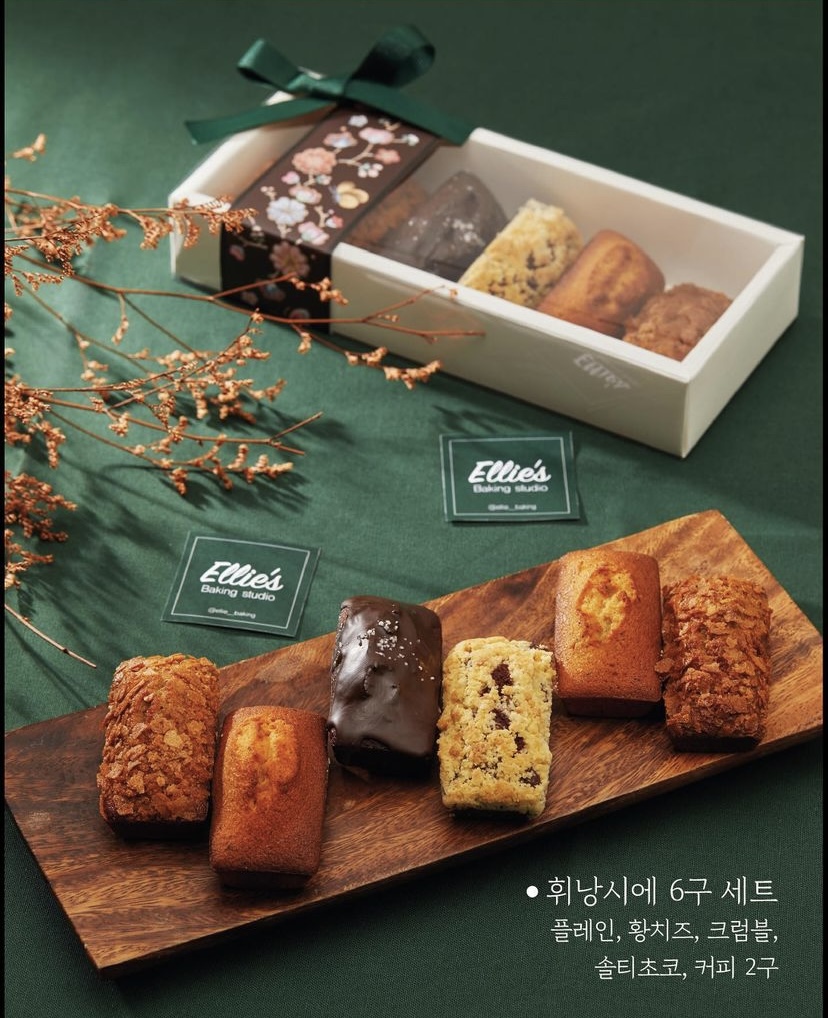 Ellie's
Baking studio
Ellie's
Baking studio
• 휘낭시에 6구 세트
플레인, 황치즈, 크럼블,
솔티초코, 커피 2구